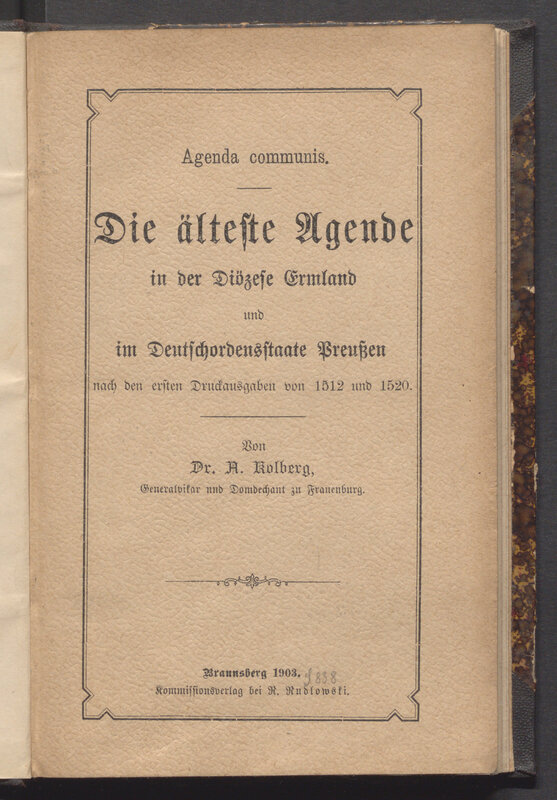 Agenda communis.
Die älteste Agende
in der Diözese Ermland
und
im Deutschordensstaate Preußen
nach den ersten Druckausgaben von 1512 und 1520.
Von
Dr. A. Kolberg,
Generalvikar und Domdechant zu Frauenburg.
Braunsberg 1903.
Kommissionsverlag bei R. Rudlowski.